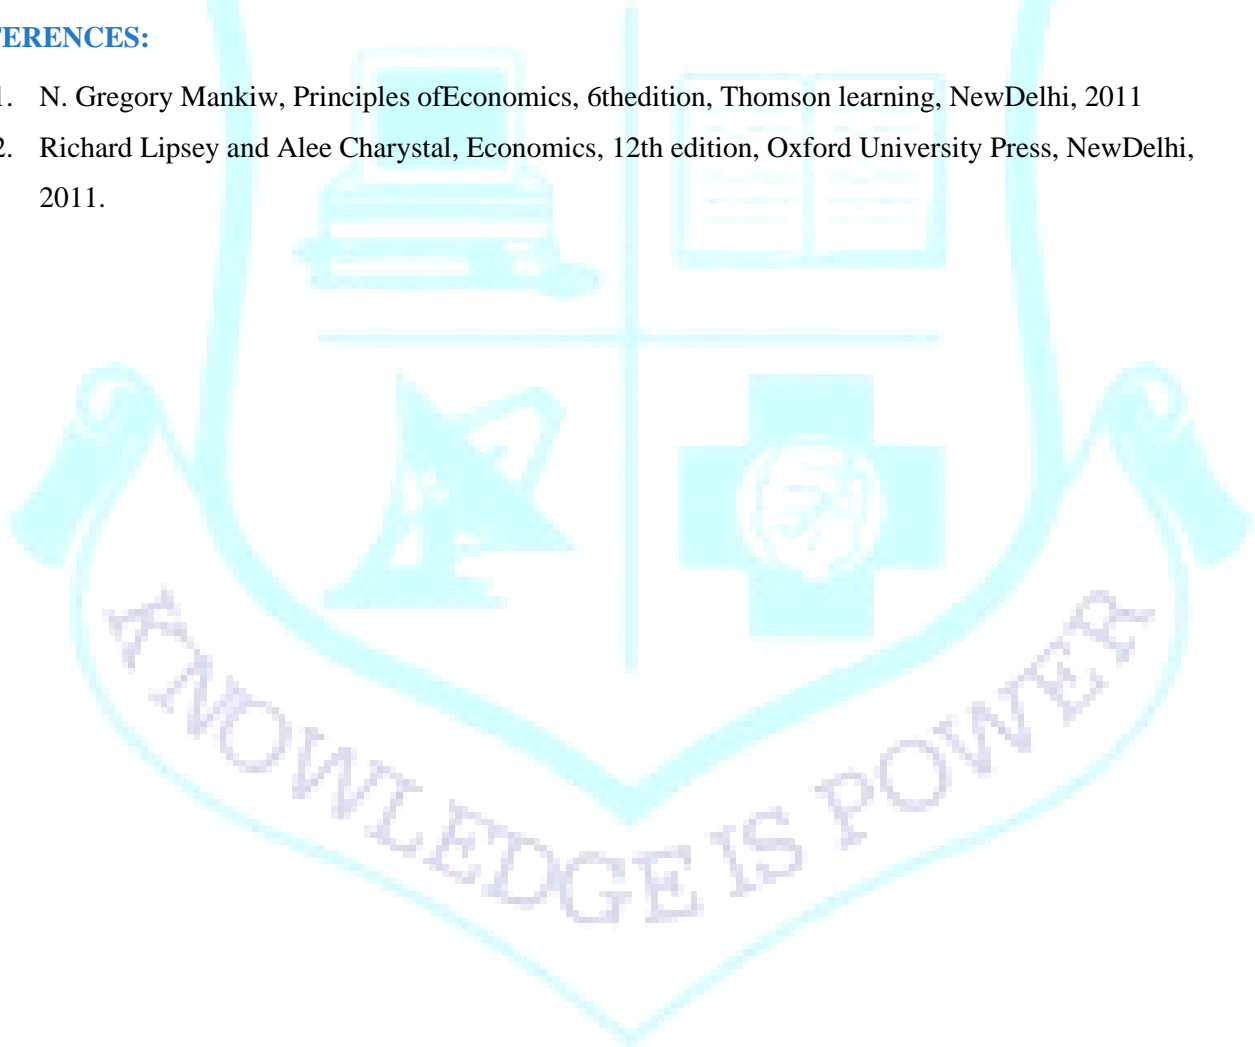 FERENCES:
1. N. Gregory Mankiw, Principles ofEconomics, 6thedition, Thomson learning, NewDelhi, 2011
2. Richard Lipsey and Alee Charystal, Economics, 12th edition, Oxford University Press, NewDelhi,
2011.
KNOWLEDGE IS POWER